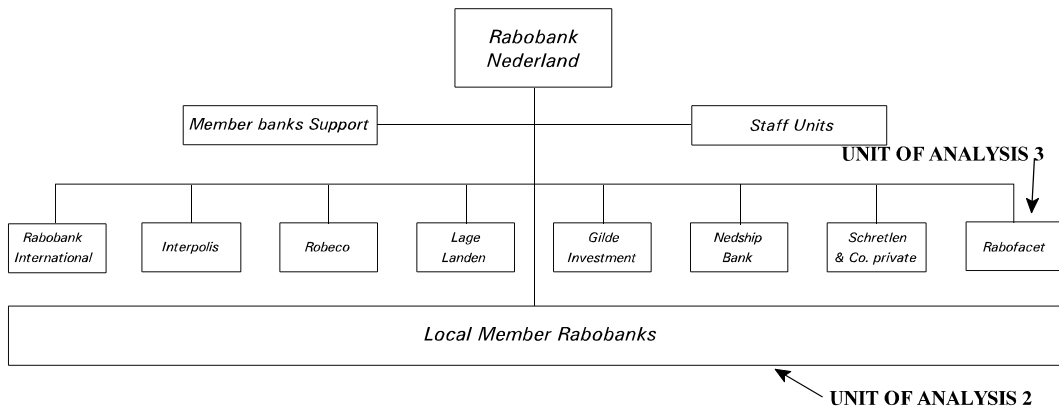 Rabobank
Nederland
Member banks Support
Staff Units
UNIT OF ANALYSIS 3
Rabobank
International
Interpolis
Robeco
Lage
Landen
Gilde
Investment
Nedship
Bank
Schretlen
& Co. private
Rabofacet
Local Member Rabobanks
UNIT OF ANALYSIS 2